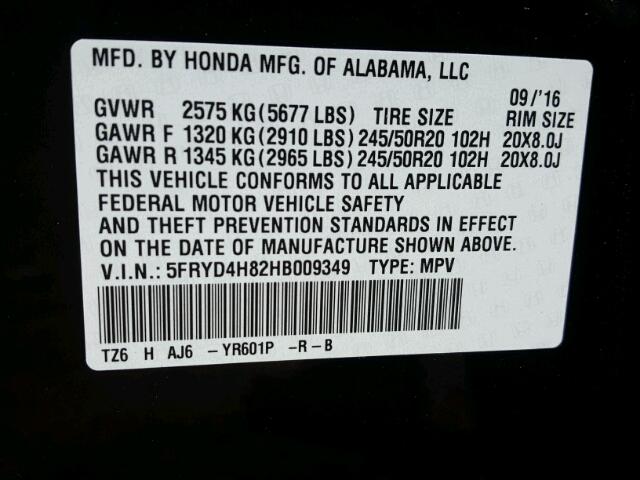 MFD. BY HONDA MFG. OF ALABAMA, LLC
09/'16
GVWR 2575 KG (5677 LBS) TIRE SIZE RIM SIZE
GAWR F 1320 KG (2910 LBS) 245/50R20 102H 20X8.0J
GAWR R 1345 KG (2965 LBS) 245/50R20 102H 20X8.0J
THIS VEHICLE CONFORMS TO ALL APPLICABLE
FEDERAL MOTOR VEHICLE SAFETY
AND THEFT PREVENTION STANDARDS IN EFFECT
ON THE DATE OF MANUFACTURE SHOWN ABOVE.
V.I.N.: 5FRYD4H82HB009349 TYPE: MPV
TZ6 H AJ6 -YR601P -R-B